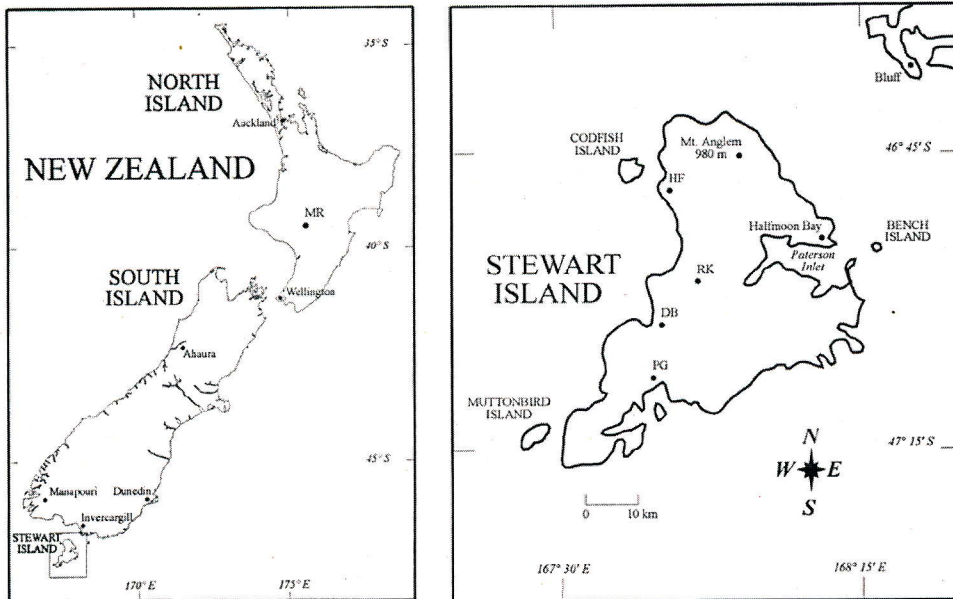 35° S
NORTH
ISLAND
Auckland
NEW ZEALAND
MR
40° S
SOUTH
ISLAND
Wellington
Ahaura
45° S
Manapouri
Dunedin
Invercargill
STEWART
ISLAND
170° E
175° E
Bluff
CODFISH
ISLAND
Mt. Anglem
980 m
46° 45' S
HF
Halfmoon Bay
BENCH
ISLAND
Paterson
Inlet
STEWART
ISLAND
RK
DB
PG
MUTTONBIRD
ISLAND
47° 15' S
N
W E
S
0 10 km
167° 30' E
168° 15' E